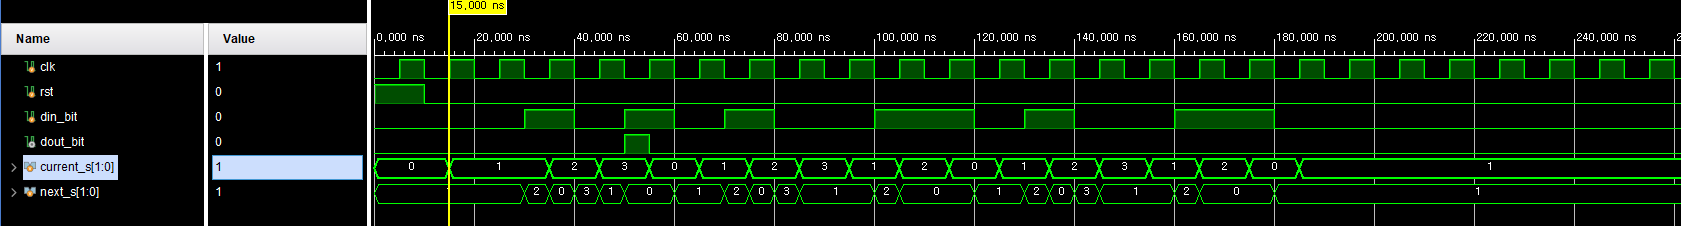 15,000 ns
Name Value
0,000 ns 20,000 ns 40,000 ns 60,000 ns 80,000 ns 100,000 ns 120,000 ns 140,000 ns 160,000 ns 180,000 ns 200,000 ns 220,000 ns 240,000 ns 2
clk 1
rst 0
din_bit 0
dout_bit 0
current_s[1:0] 1 0 1 2 3 0 1 2 3 1 2 0 1 2 3 1 2 0 1
next_s[1:0] 1 1 2 0 3 1 0 1 2 0 3 1 2 0 1 2 0 3 1 2 0 1